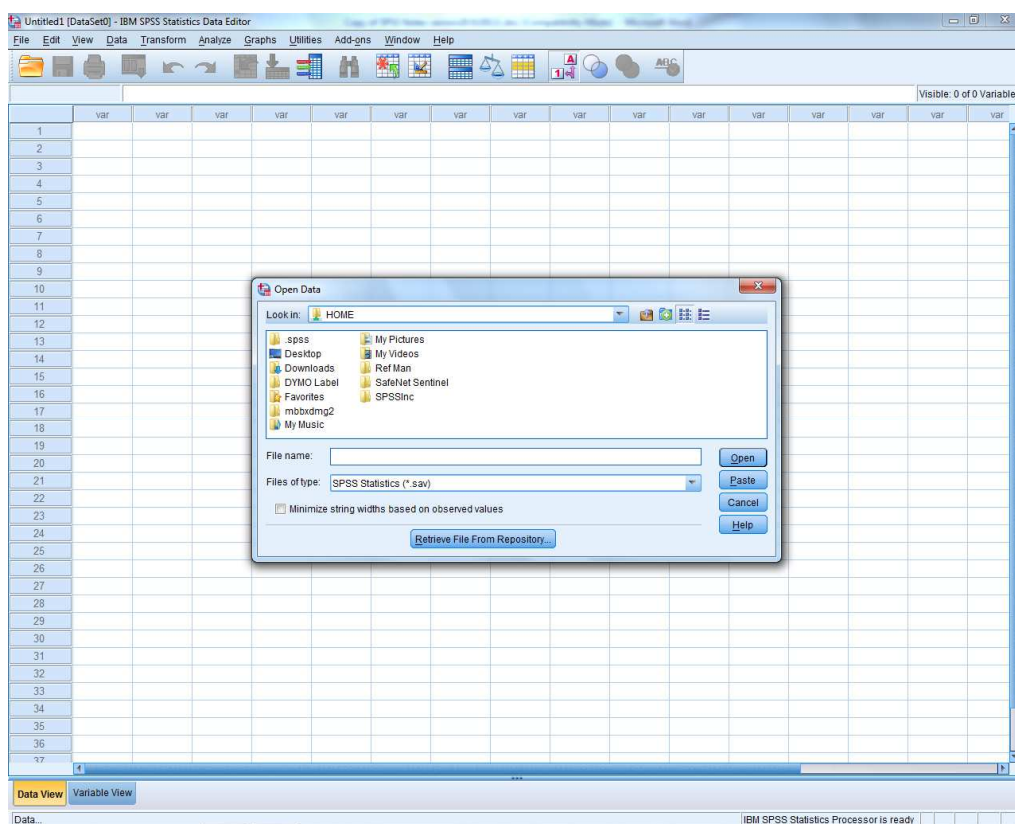 Untitled1 [DataSet0] - IBM SPSS Statistics Data Editor
File Edit View Data Transform Analyze Graphs Utilities Add-ons Window Help
A
1
ABC
Visible: 0 of 0 Variable
var var var var var var var var var var var var var var var var
1
2
3
4
5
6
7
8
9
10
11
12
13
14
15
16
17
18
19
20
21
22
23
24
25
26
27
28
29
30
31
32
33
34
35
36
37
Open Data
Look in: HOME
.spss My Pictures
Desktop My Videos
Downloads Ref Man
DYMO Label SafeNet Sentinel
Favorites SPSSInc
mbbxdmg2
My Music
File name: Open
Files of type: SPSS Statistics (*.sav) Paste
Minimize string widths based on observed values Cancel
Help
Retrieve File From Repository...
Data View Variable View
Data... IBM SPSS Statistics Processor is ready